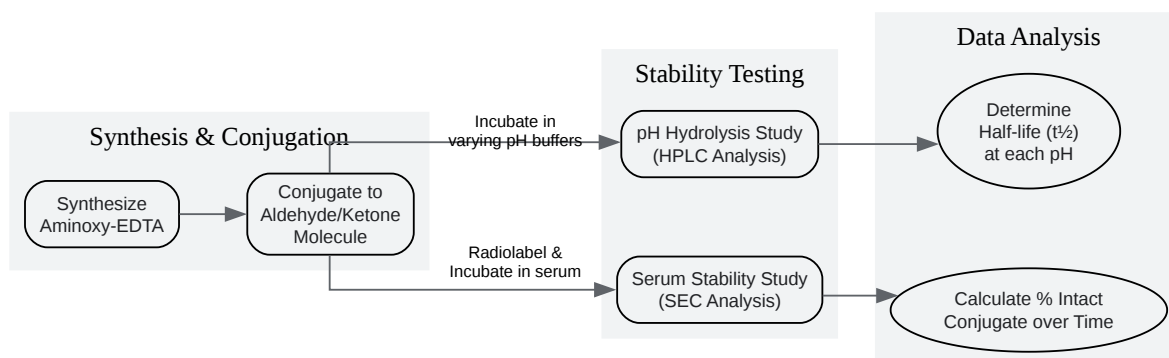 Synthesis & Conjugation
Synthesize
Aminoxy-EDTA
Conjugate to
Aldehyde/Ketone
Molecule
Incubate in
varying pH buffers
Radiolabel &
Incubate in serum
Stability Testing
pH Hydrolysis Study
(HPLC Analysis)
Serum Stability Study
(SEC Analysis)
Data Analysis
Determine
Half-life (t½)
at each pH
Calculate % Intact
Conjugate over Time